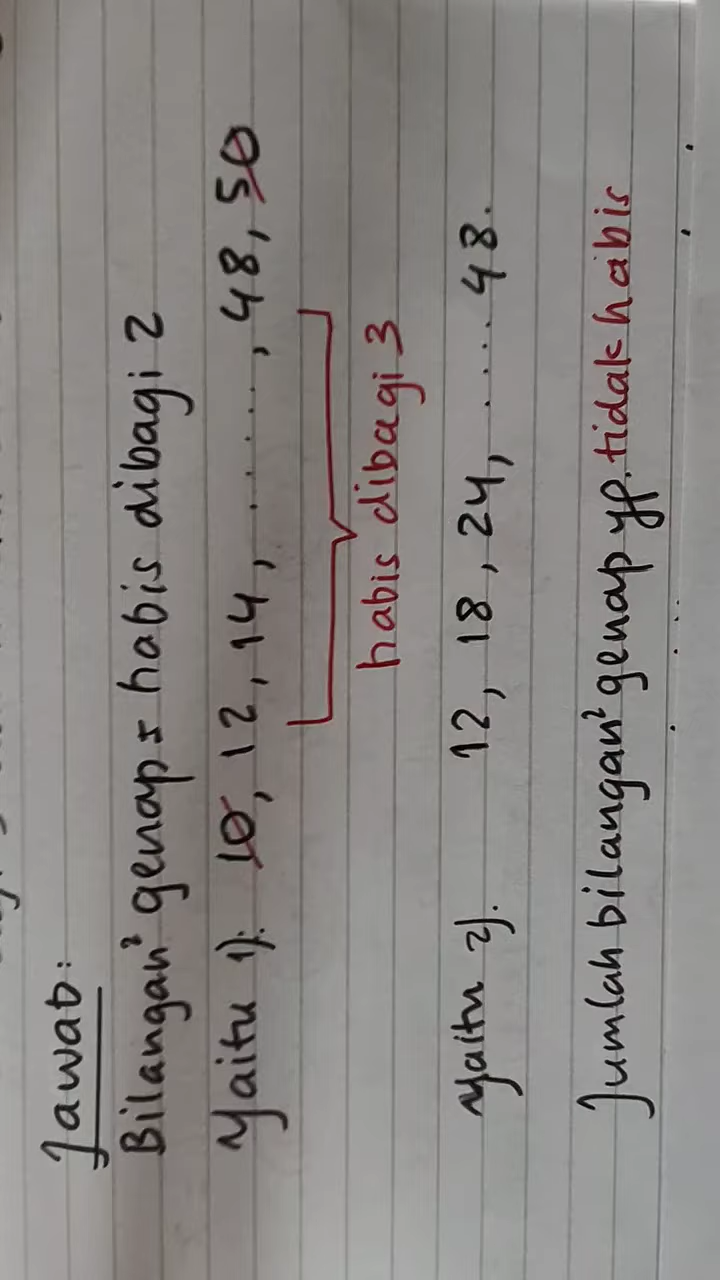 Jawab:
Bilangan² genap = habis dibagi 2
Yaitu 1). 10, 12, 14, ......., 48, 50
habis dibagi 3
Yaitu 2). 12, 18, 24, ..... 48.
Jumlah bilangan² genap yg. tidak habis